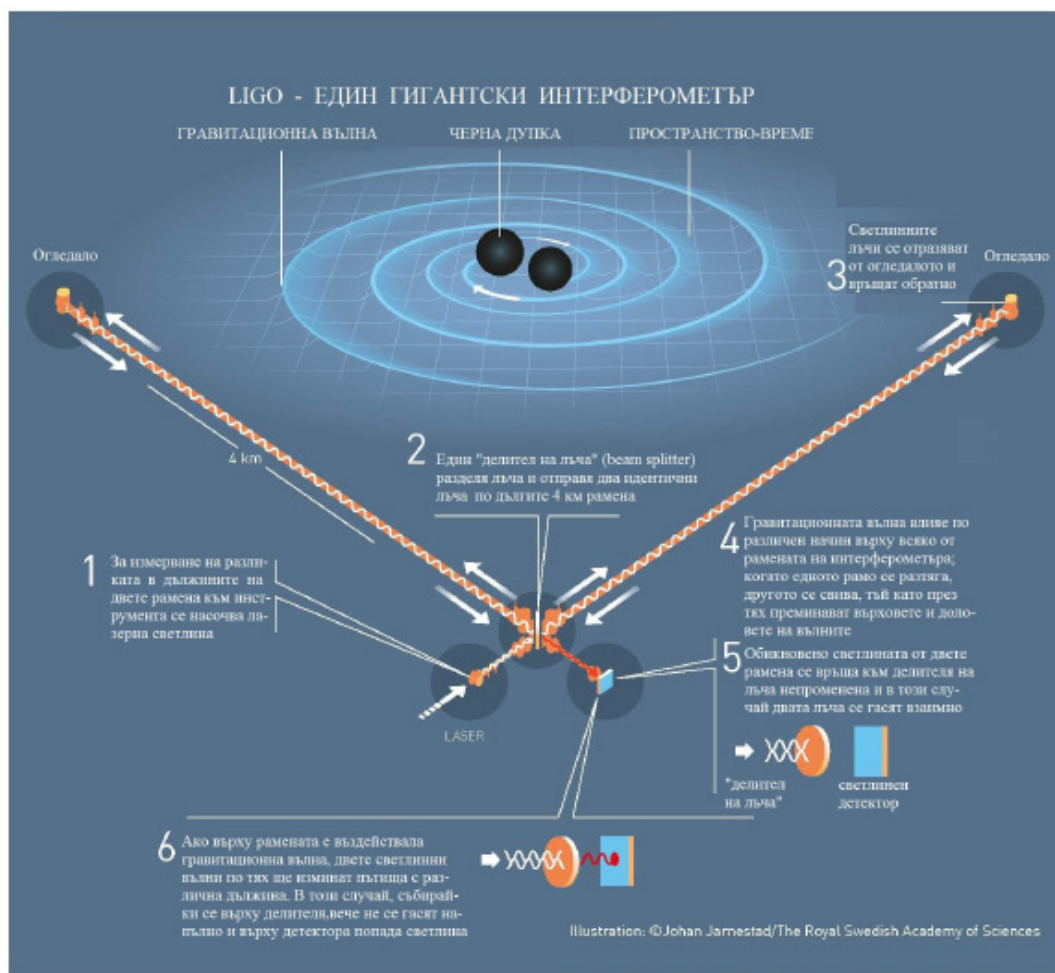 LIGO - ЕДИН ГИГАНТСКИ ИНТЕРФЕРОМЕТЪР
ГРАВИТАЦИОННА ВЪЛНА
ЧЕРНА ДУПКА
ПРОСТРАНСТВО-ВРЕМЕ
Огледало
3
Светлинните
лъчи се отразяват
от огледалото и
връщат обратно
Огледало
4 km
2
Един "делител на лъча" (beam splitter)
разделя лъча и отправя два идентични
лъча по дългите 4 км рамена
1
За измерване на разли-
ката в дължините на
двете рамена към инст-
румента се насочва ла-
зерна светлина
4
Гравитационната вълна влияе по
различен начин върху всяко от
рамената на интерферометъра;
когато едното рамо се разтяга,
другото се свива, тъй като през
тях преминават върховете и доло-
вете на вълните
5
Обикновено светлината от двете
рамена се връща към делителя на
лъча непроменена и в този слу-
чай двата лъча се гасят взаимно
LASER
"делител
на лъча"
светлинен
детектор
6
Ако върху рамената е въздействала
гравитационна вълна, двете светлинни
вълни по тях ще изминат пътища с раз-
лична дължина. В този случай, събирай-
ки се върху делителя,вече не се гасят на-
пълно и върху детектора попада светлина
Illustration: ©Johan Jarnestad/The Royal Swedish Academy of Sciences